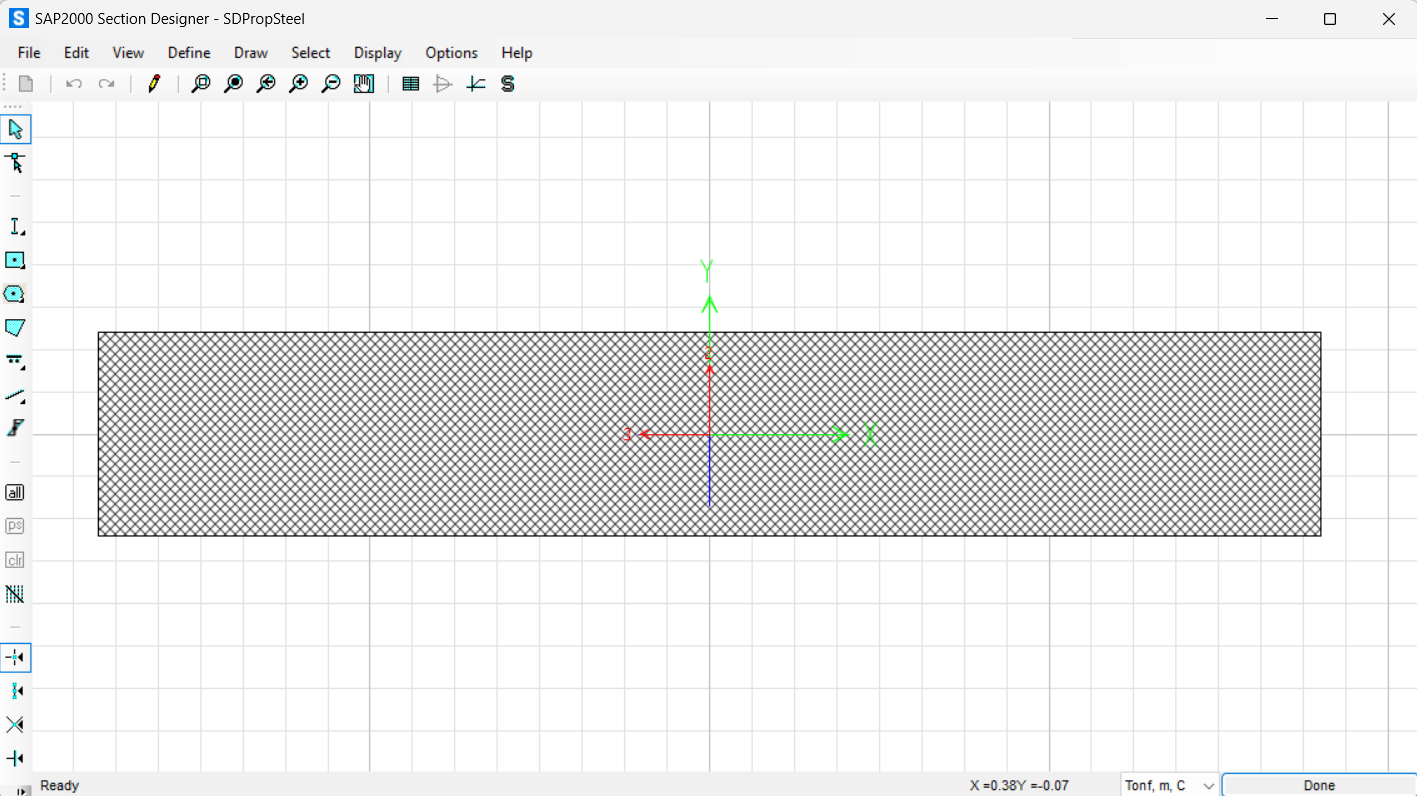 S SAP2000 Section Designer - SDPropSteel
File Edit View Define Draw Select Display Options Help
S
Y
2
3 X
all
ps
clr
Ready X =0.38Y =-0.07 Tonf, m, C Done